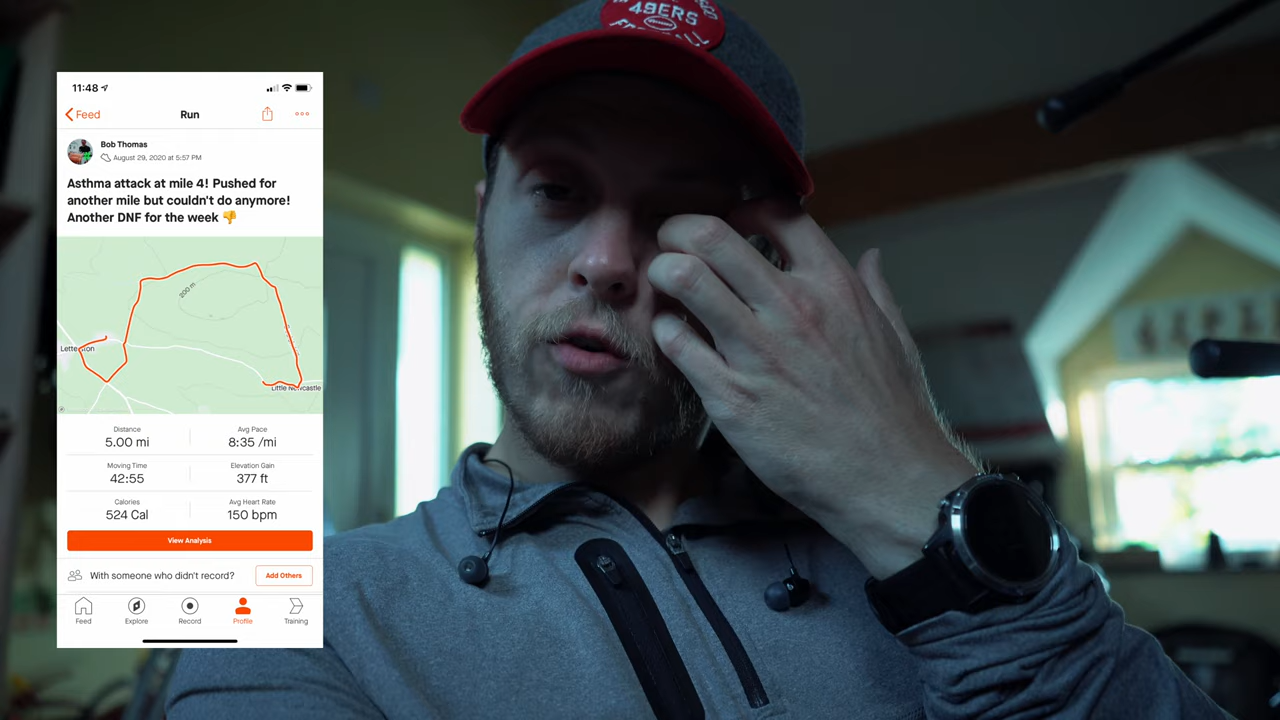 49ERS
11:48
Feed
Run
Bob Thomas
August 29, 2020 at 5:57 PM
Asthma attack at mile 4! Pushed for
another mile but couldn't do anymore!
Another DNF for the week 👎
200 m
Little Newcastle
Distance
Avg Pace
5.00 mi
8:35 /mi
Moving Time
Elevation Gain
42:55
377 ft
Calories
Avg Heart Rate
524 Cal
150 bpm
View Analysis
With someone who didn't record?
Add Others
Feed
Explore
Record
Profile
Training